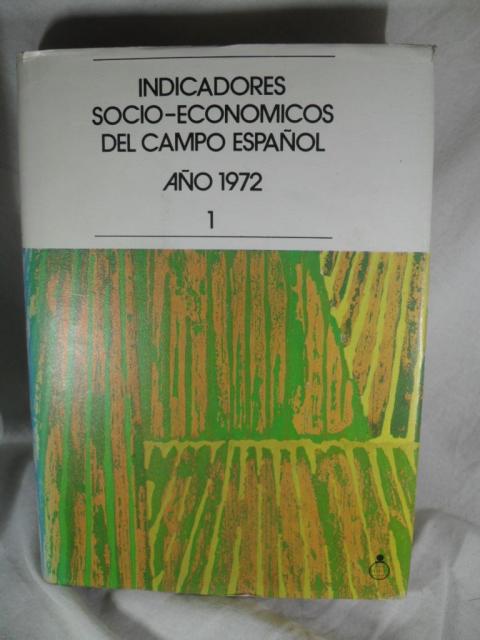 INDICADORES
SOCIO-ECONOMICOS
DEL CAMPO ESPAÑOL
AÑO 1972
1